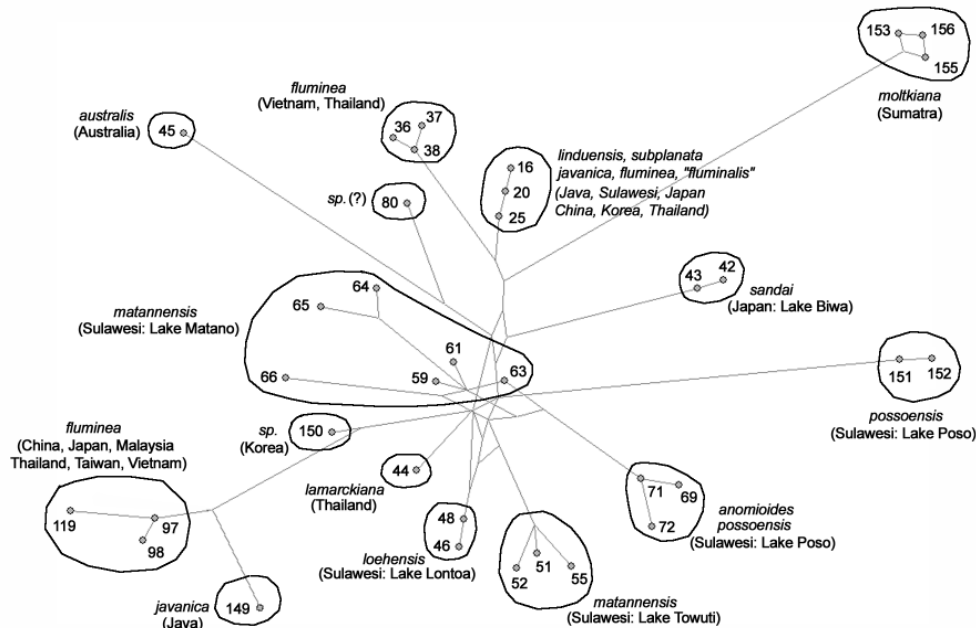 153
156
155
moltkiana
(Sumatra)
fluminea
(Vietnam, Thailand)
36
37
38
australis
(Australia)
45
linduensis, subplanata
javanica, fluminea, "fluminalis"
(Java, Sulawesi, Japan
China, Korea, Thailand)
16
20
25
sp. (?)
80
43
42
sandai
(Japan: Lake Biwa)
matannensis
(Sulawesi: Lake Matano)
64
65
61
66
59
63
151
152
possoensis
(Sulawesi: Lake Poso)
fluminea
(China, Japan, Malaysia
Thailand, Taiwan, Vietnam)
sp.
(Korea)
150
119
97
98
lamarckiana
(Thailand)
44
71
69
72
anomioides
possoensis
(Sulawesi: Lake Poso)
48
46
loehensis
(Sulawesi: Lake Lontoa)
52
51
55
matannensis
(Sulawesi: Lake Towuti)
javanica
(Java)
149